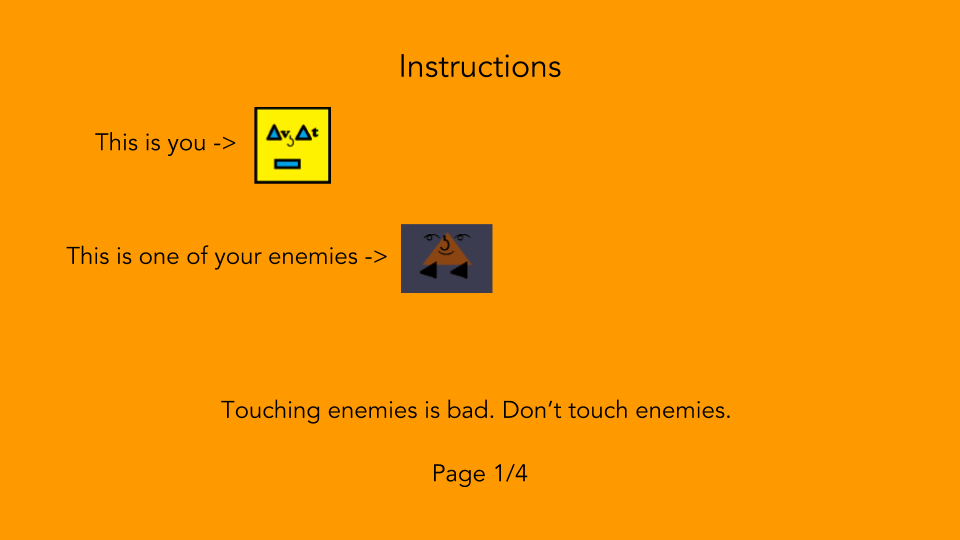 Instructions
This is you ->
This is one of your enemies ->
Touching enemies is bad. Don’t touch enemies.
Page 1/4